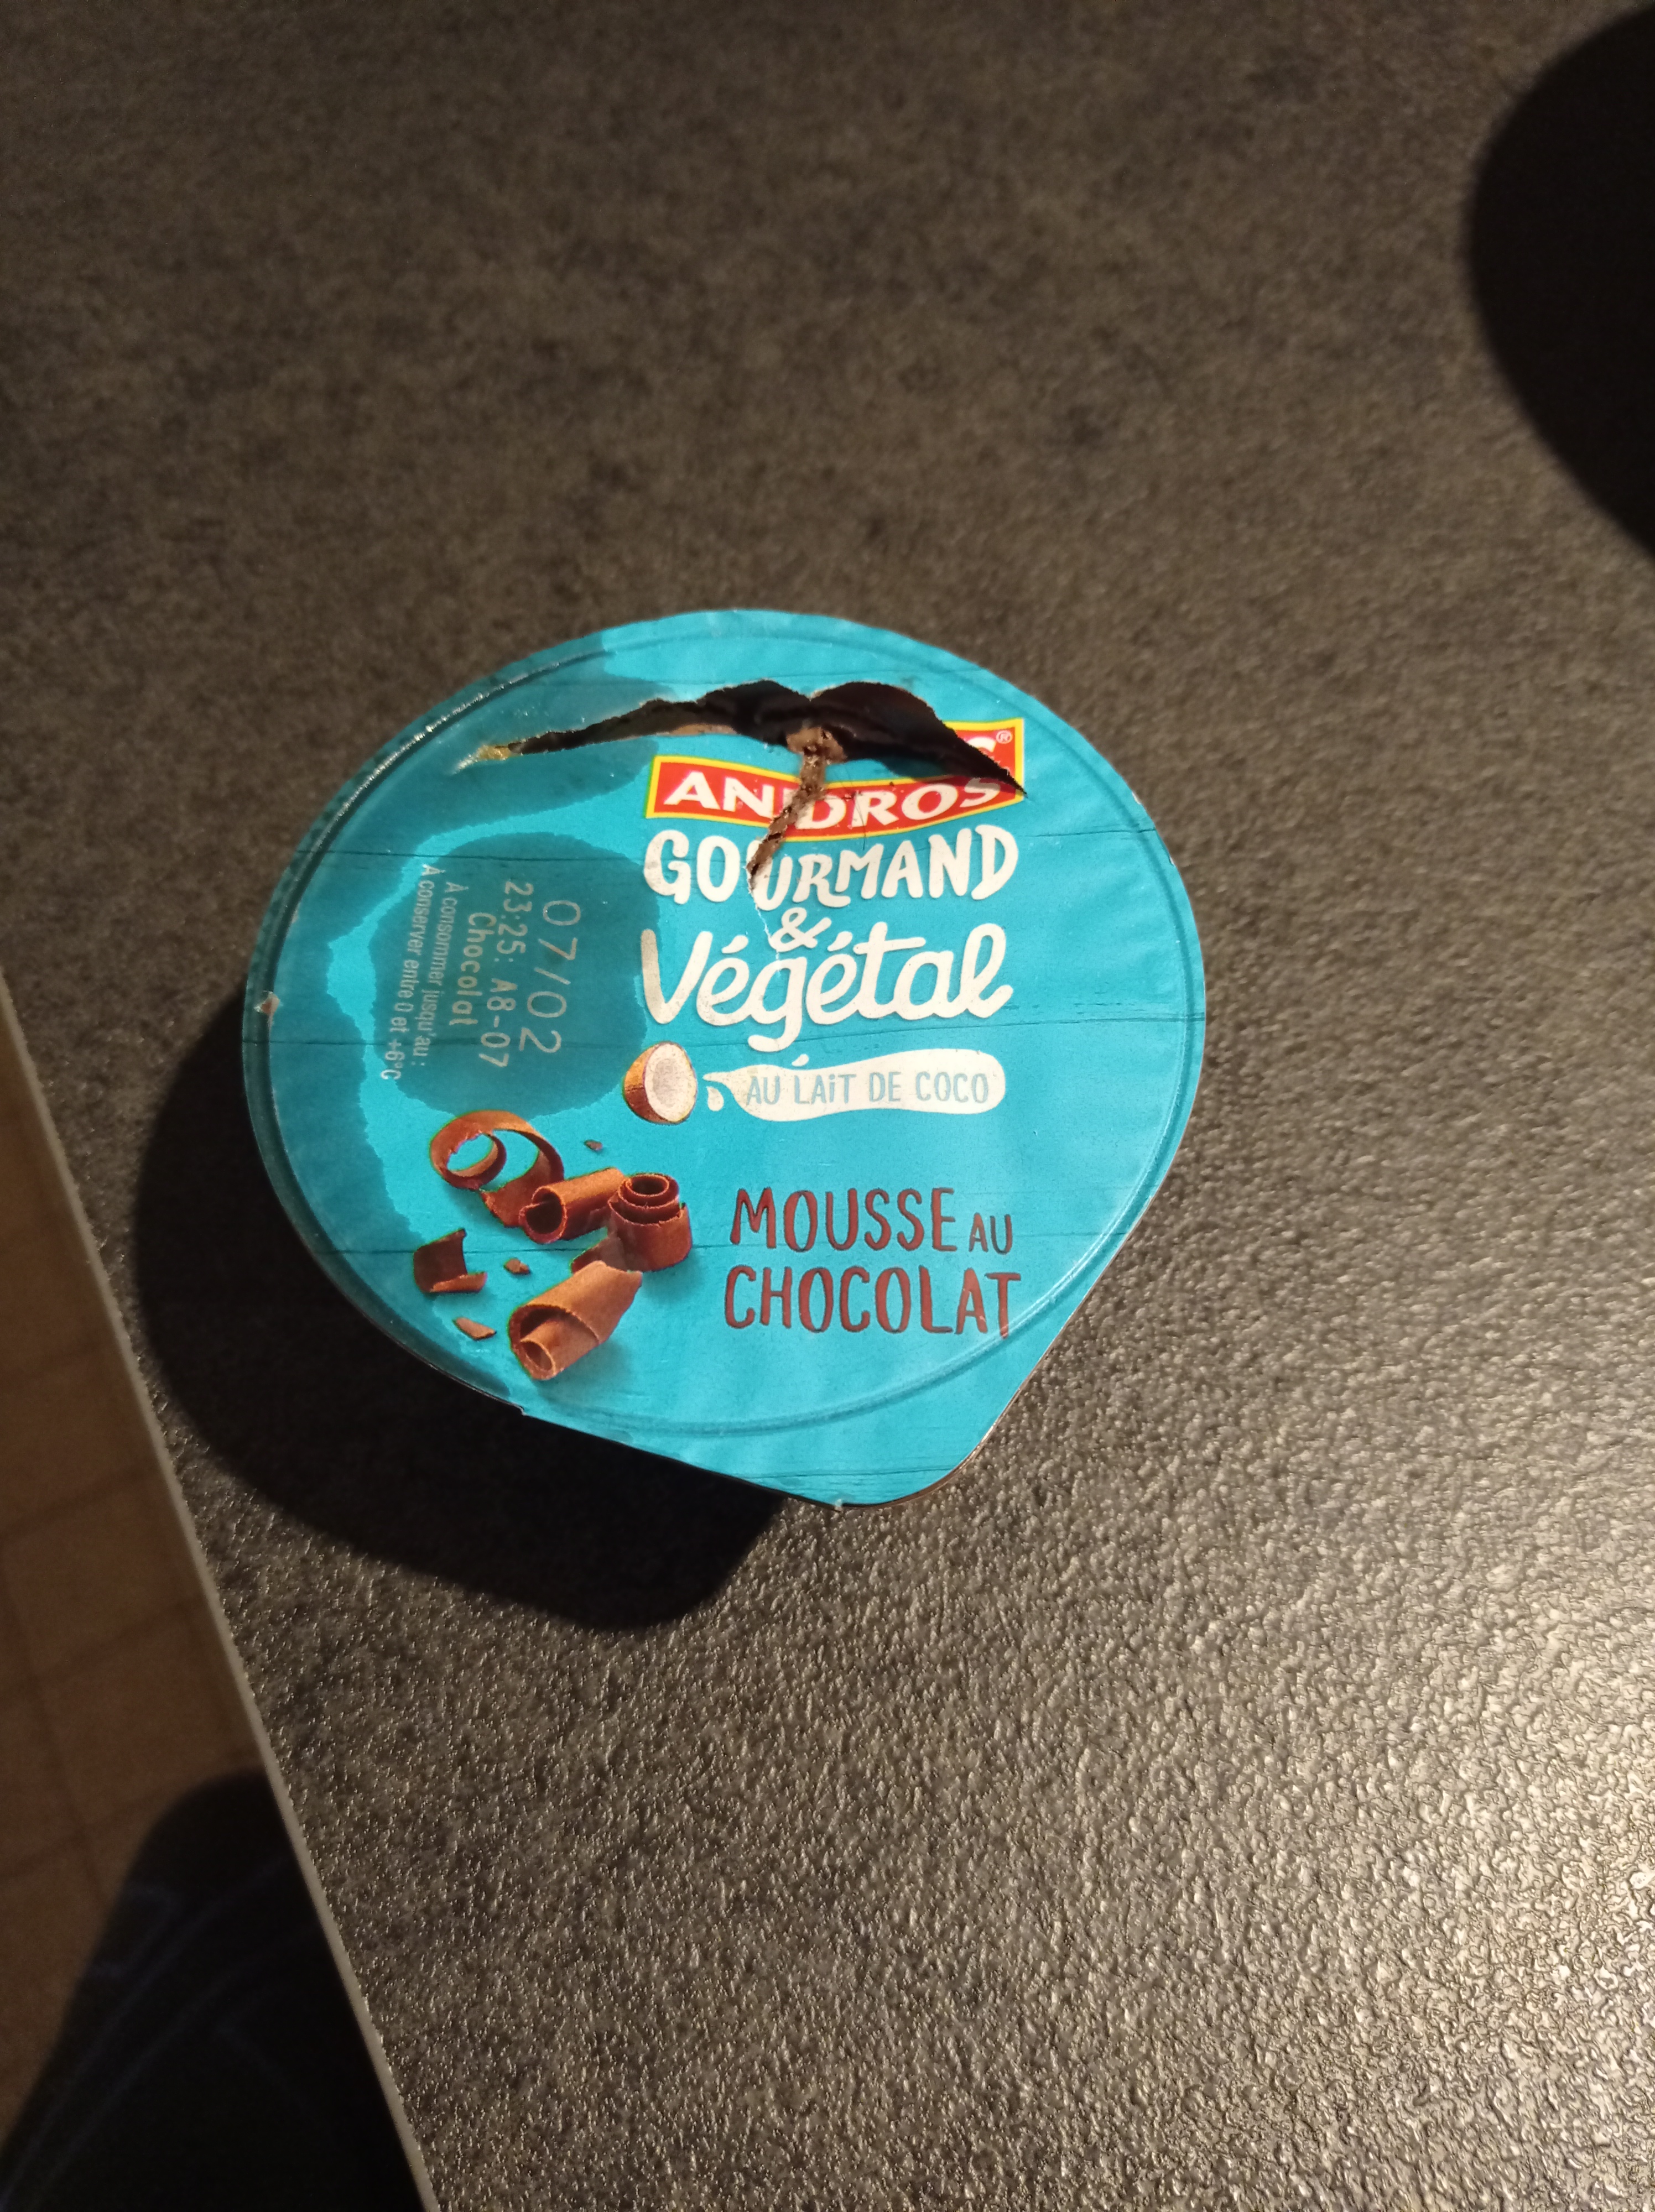 ANDROS
GOURMAND
&
Végétal
AU LAIT DE COCO
MOUSSE AU
CHOCOLAT
07/02
23:25: A8-07
Chocolat
À consommer jusqu'au :
À conserver entre 0 et +6°C